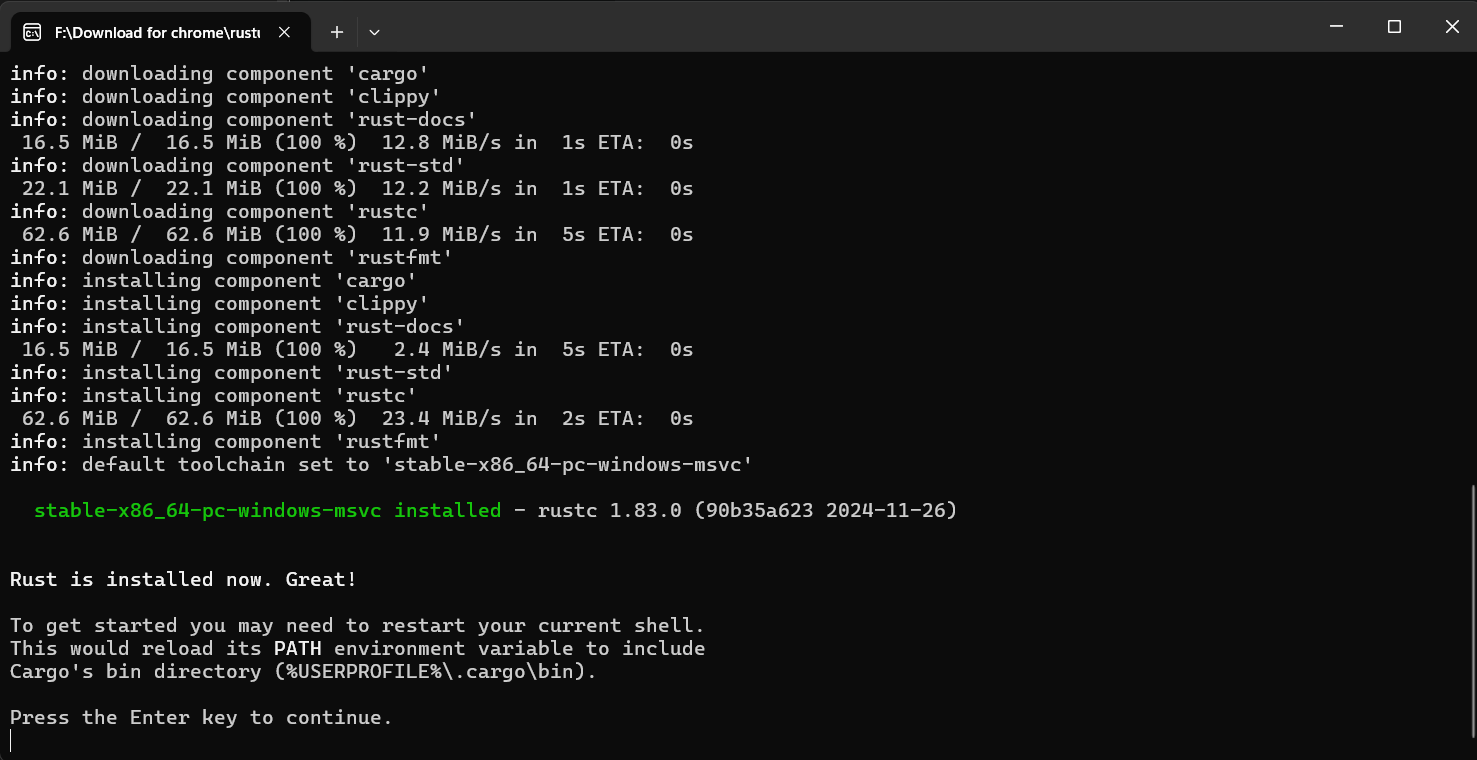 F:\Download for chrome\rustu
info: downloading component 'cargo'
info: downloading component 'clippy'
info: downloading component 'rust-docs'
 16.5 MiB /  16.5 MiB (100 %)  12.8 MiB/s in  1s ETA:  0s
info: downloading component 'rust-std'
 22.1 MiB /  22.1 MiB (100 %)  12.2 MiB/s in  1s ETA:  0s
info: downloading component 'rustc'
 62.6 MiB /  62.6 MiB (100 %)  11.9 MiB/s in  5s ETA:  0s
info: downloading component 'rustfmt'
info: installing component 'cargo'
info: installing component 'clippy'
info: installing component 'rust-docs'
 16.5 MiB /  16.5 MiB (100 %)   2.4 MiB/s in  5s ETA:  0s
info: installing component 'rust-std'
info: installing component 'rustc'
 62.6 MiB /  62.6 MiB (100 %)  23.4 MiB/s in  2s ETA:  0s
info: installing component 'rustfmt'
info: default toolchain set to 'stable-x86_64-pc-windows-msvc'
  stable-x86_64-pc-windows-msvc installed - rustc 1.83.0 (90b35a623 2024-11-26)
Rust is installed now. Great!
To get started you may need to restart your current shell.
This would reload its PATH environment variable to include
Cargo's bin directory (%USERPROFILE%\.cargo\bin).
Press the Enter key to continue.